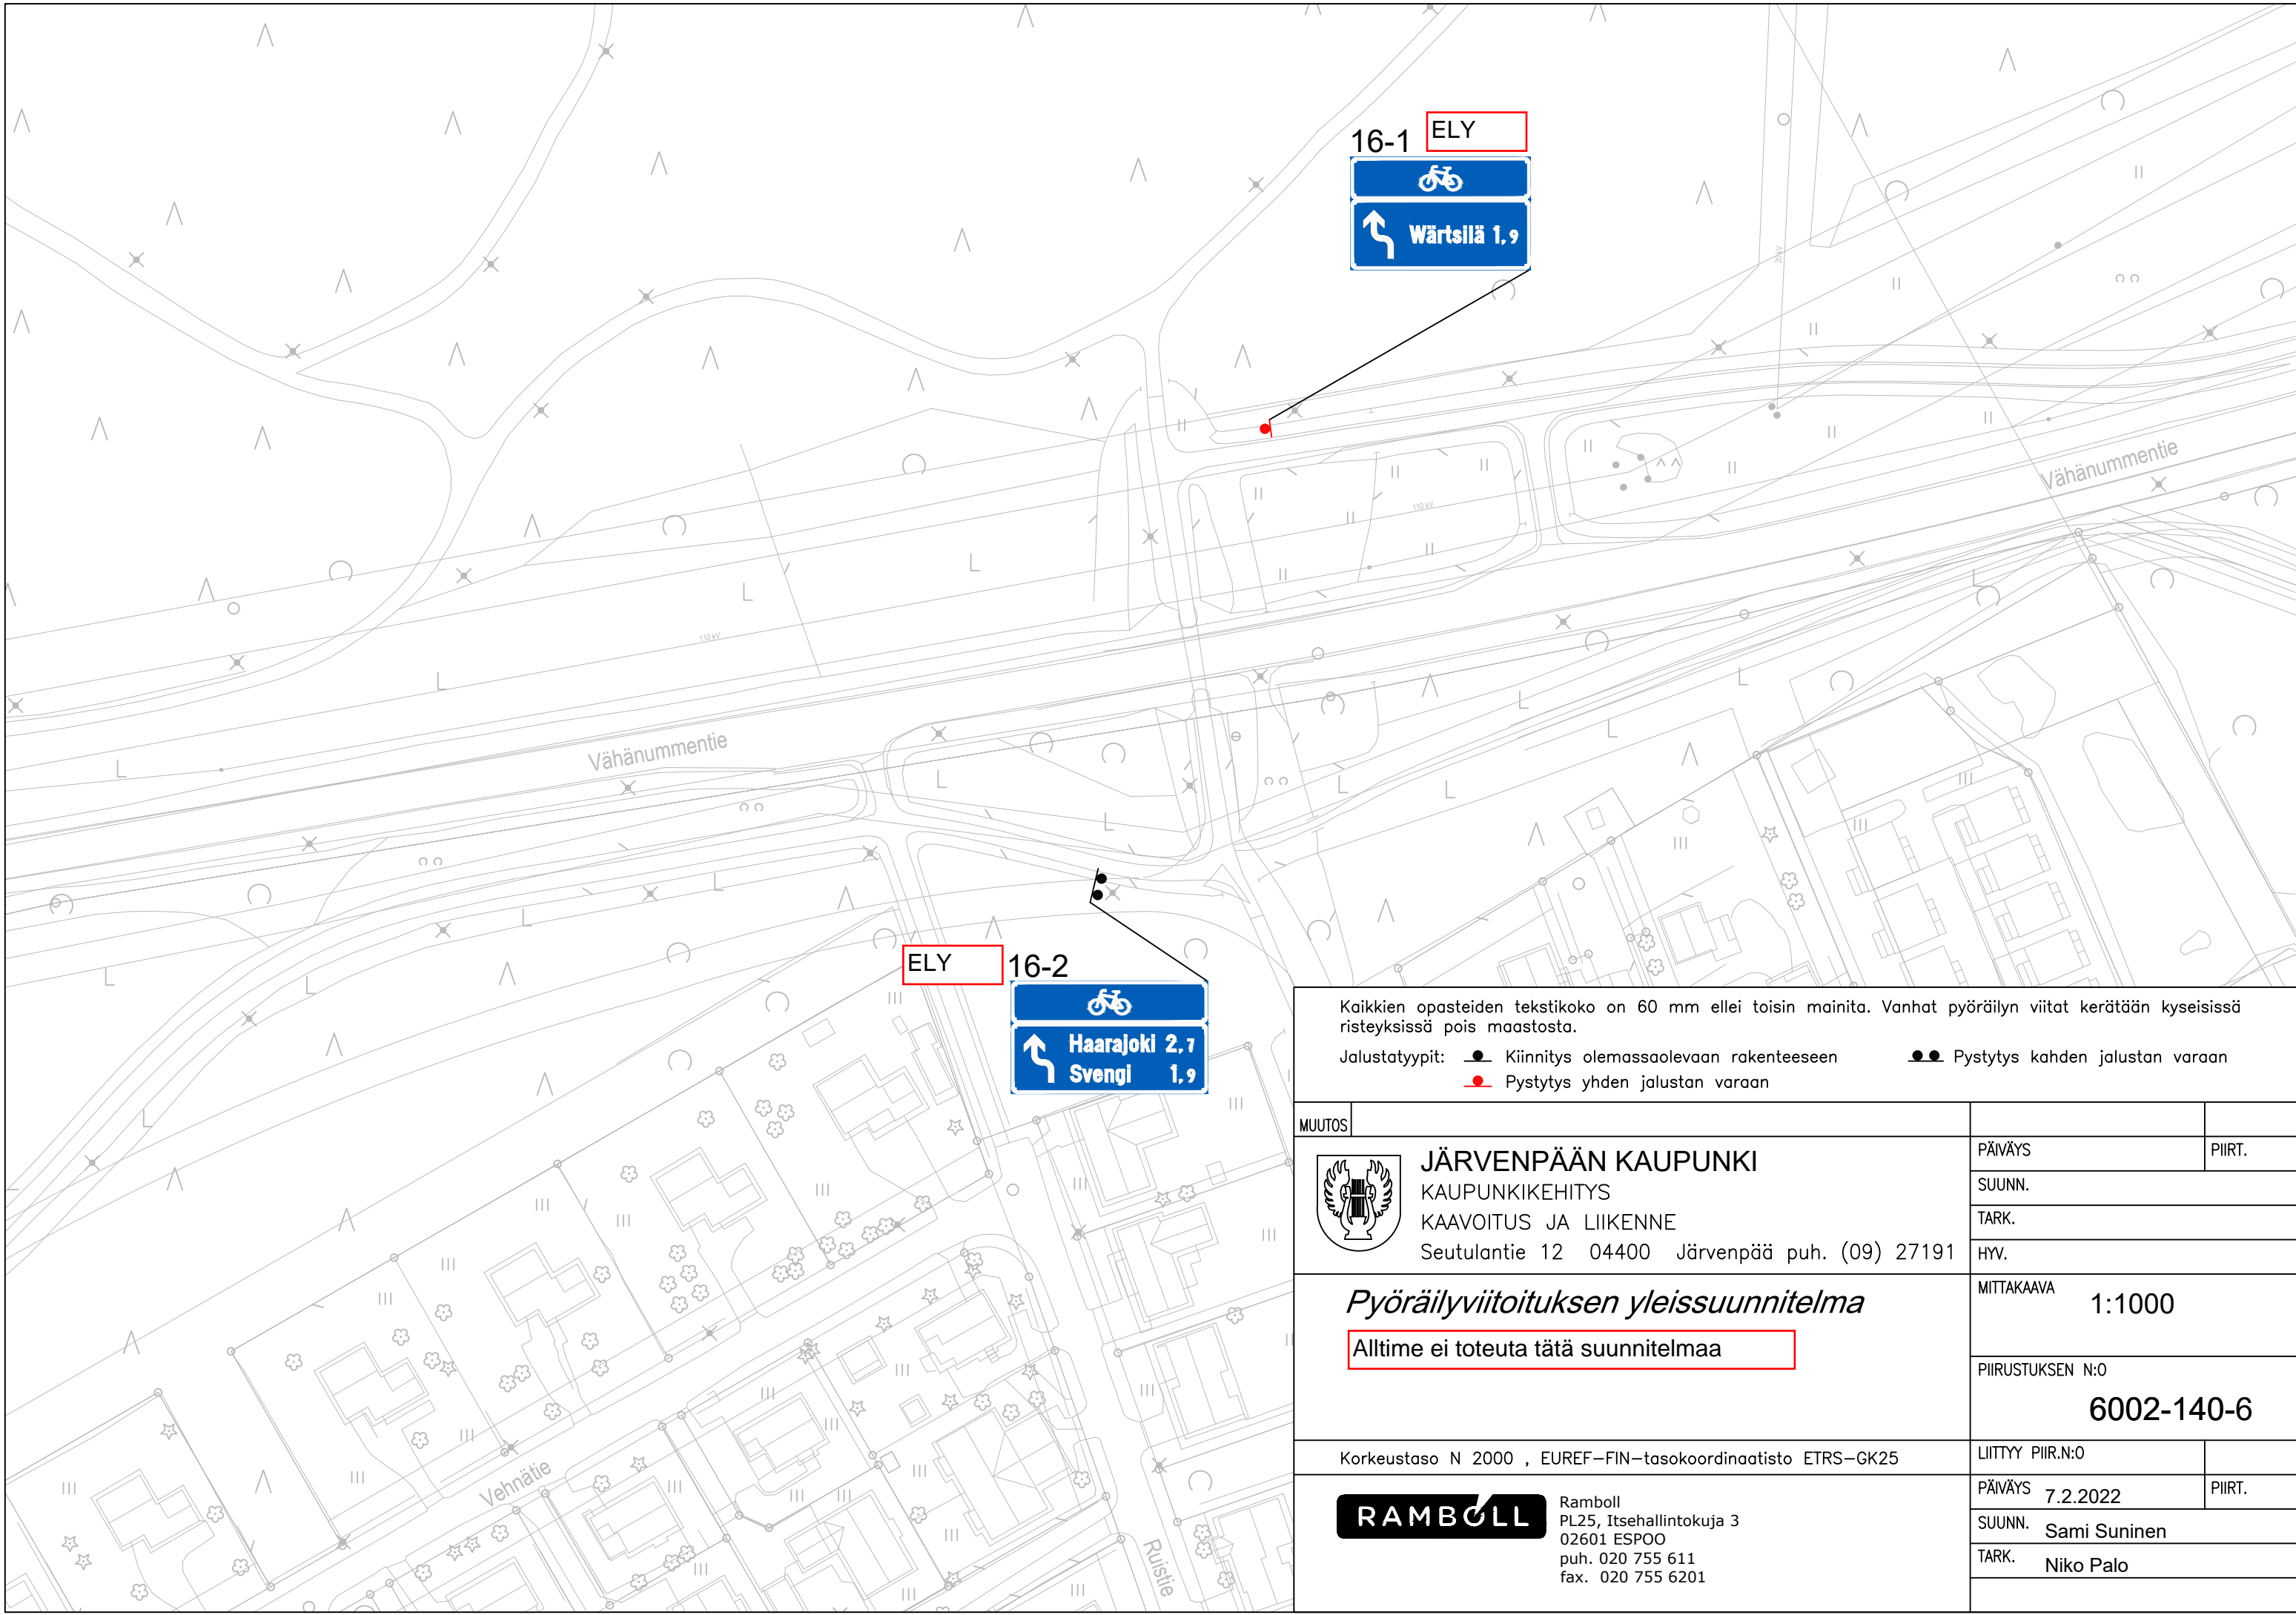 16-1 ELY
Wärtsilä 1,9
20kV
Vähänummentie
110 kV
110 kV
Vähänummentie
ELY 16-2
Haarajoki 2,7
Svengi 1,9
Vehnätie
Ruistie
Kaikkien opasteiden tekstikoko on 60 mm ellei toisin mainita. Vanhat pyöräilyn viitat kerätään kyseisissä
risteyksissä pois maastosta.
Jalustatyypit: Kiinnitys olemassaolevaan rakenteeseen Pystytys kahden jalustan varaan
Pystytys yhden jalustan varaan
MUUTOS
JÄRVENPÄÄN KAUPUNKI
KAUPUNKIKEHITYS
KAAVOITUS JA LIIKENNE
Seutulantie 12 04400 Järvenpää puh. (09) 27191
PÄIVÄYS PIIRT.
SUUNN.
TARK.
HYV.
Pyöräilyviitoituksen yleissuunnitelma
Alltime ei toteuta tätä suunnitelmaa
MITTAKAAVA
1:1000
PIIRUSTUKSEN N:O
6002-140-6
Korkeustaso N 2000 , EUREF-FIN-tasokoordinaatisto ETRS-GK25
LIITTYY PIIR.N:O
RAMBOLL
Ramboll
PL25, Itsehallintokuja 3
02601 ESPOO
puh. 020 755 611
fax. 020 755 6201
PÄIVÄYS 7.2.2022 PIIRT.
SUUNN. Sami Suninen
TARK. Niko Palo